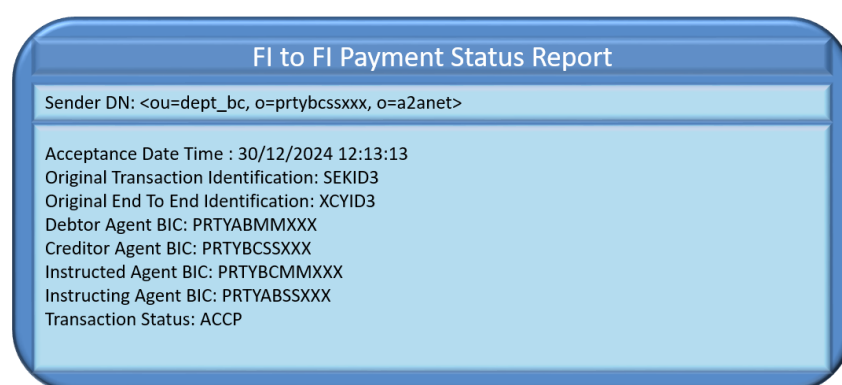 FI to FI Payment Status Report
Sender DN: <ou=dept_bc, o=prtybcssxxx, o=a2anet>
Acceptance Date Time : 30/12/2024 12:13:13
Original Transaction Identification: SEKID3
Original End To End Identification: XCYID3
Debtor Agent BIC: PRTYABMMXXX
Creditor Agent BIC: PRTYBCSSXXX
Instructed Agent BIC: PRTYBCMMXXX
Instructing Agent BIC: PRTYABSSXXX
Transaction Status: ACCP